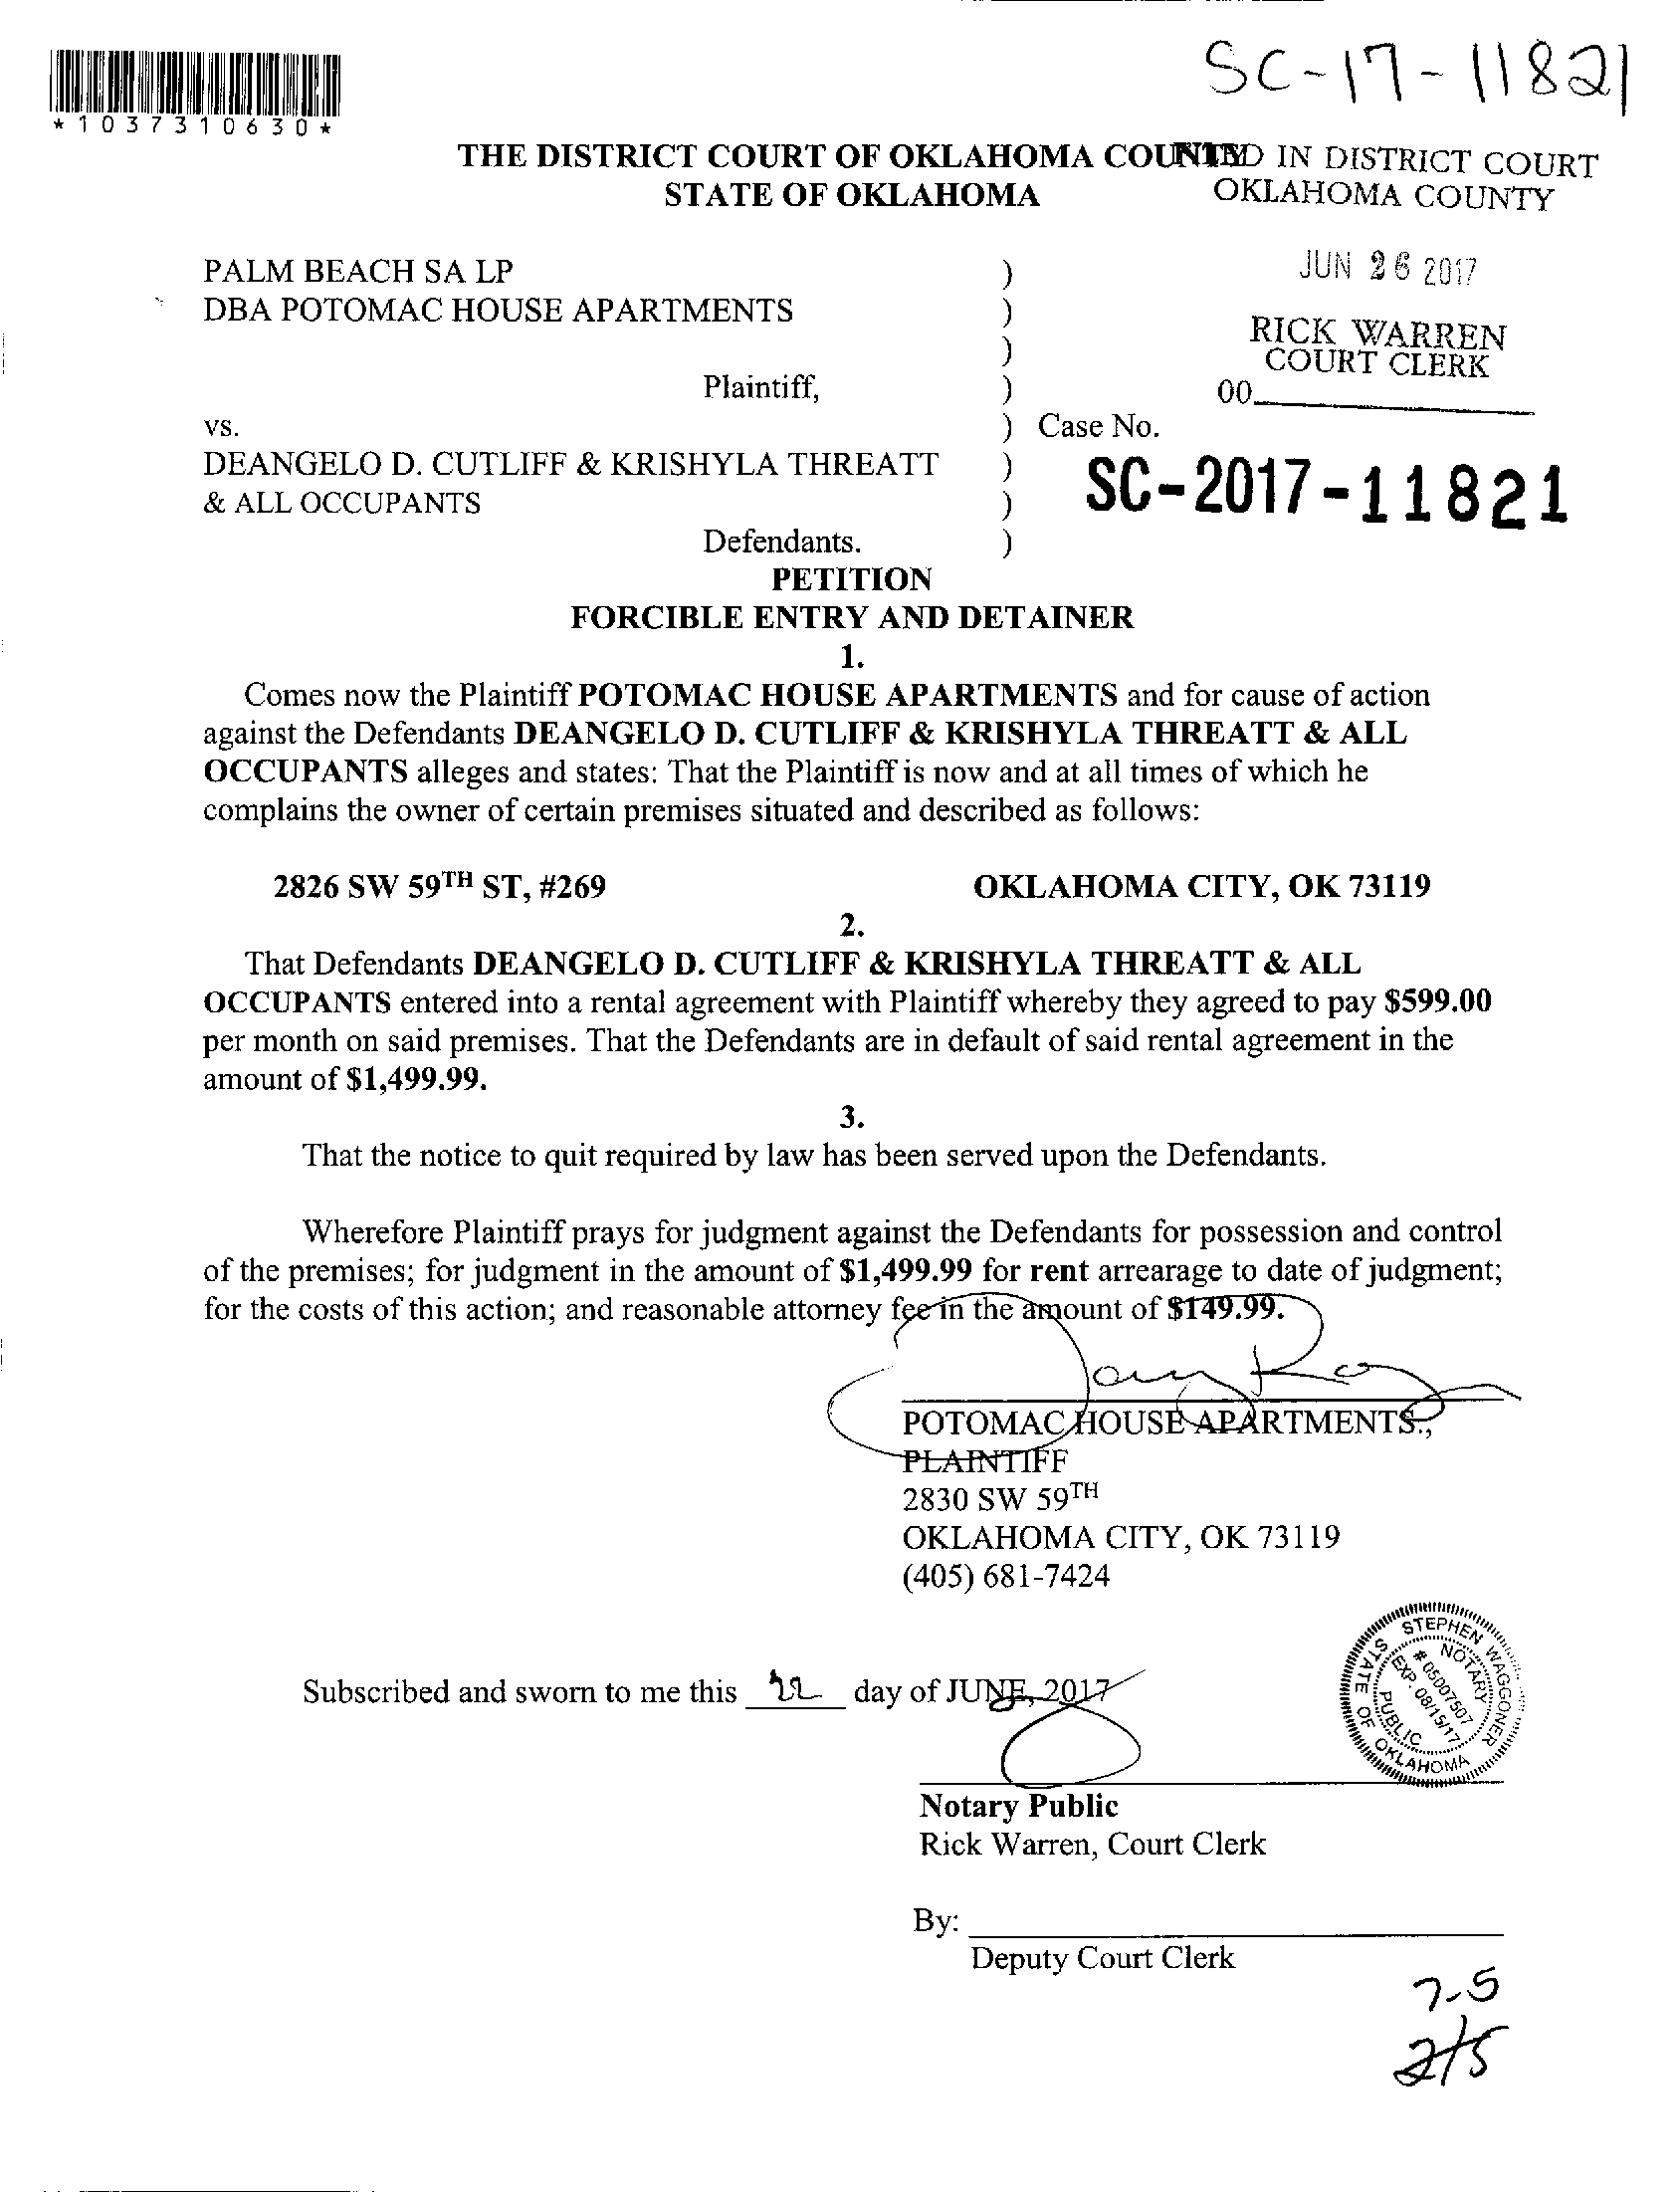 SC-17-11821
*1037310630*
THE DISTRICT COURT OF OKLAHOMA COUNTY
STATE OF OKLAHOMA
IN DISTRICT COURT
OKLAHOMA COUNTY
JUN 26 2017
RICK WARREN
COURT CLERK
00
PALM BEACH SA LP )
DBA POTOMAC HOUSE APARTMENTS )
)
Plaintiff, )
vs. ) Case No.
DEANGELO D. CUTLIFF & KRISHYLA THREATT )
& ALL OCCUPANTS )
SC-2017-11821
Defendants. )
PETITION
FORCIBLE ENTRY AND DETAINER
1.
Comes now the Plaintiff POTOMAC HOUSE APARTMENTS and for cause of action
against the Defendants DEANGELO D. CUTLIFF & KRISHYLA THREATT & ALL
OCCUPANTS alleges and states: That the Plaintiff is now and at all times of which he
complains the owner of certain premises situated and described as follows:
2826 SW 59TH ST, #269 OKLAHOMA CITY, OK 73119
2.
That Defendants DEANGELO D. CUTLIFF & KRISHYLA THREATT & ALL
OCCUPANTS entered into a rental agreement with Plaintiff whereby they agreed to pay $599.00
per month on said premises. That the Defendants are in default of said rental agreement in the
amount of $1,499.99.
3.
That the notice to quit required by law has been served upon the Defendants.
Wherefore Plaintiff prays for judgment against the Defendants for possession and control
of the premises; for judgment in the amount of $1,499.99 for rent arrearage to date of judgment;
for the costs of this action; and reasonable attorney fee in the amount of $149.99.
POTOMAC HOUSE APARTMENTS.,
PLAINTIFF
2830 SW 59TH
OKLAHOMA CITY, OK 73119
(405) 681-7424
Subscribed and sworn to me this 22 day of JUNE, 2017
STEPHEN WAGGONER
STATE OF OKLAHOMA
NOTARY
# 05007507
EXP. 08/15/17
PUBLIC
Notary Public
Rick Warren, Court Clerk
By:
Deputy Court Clerk
7-5